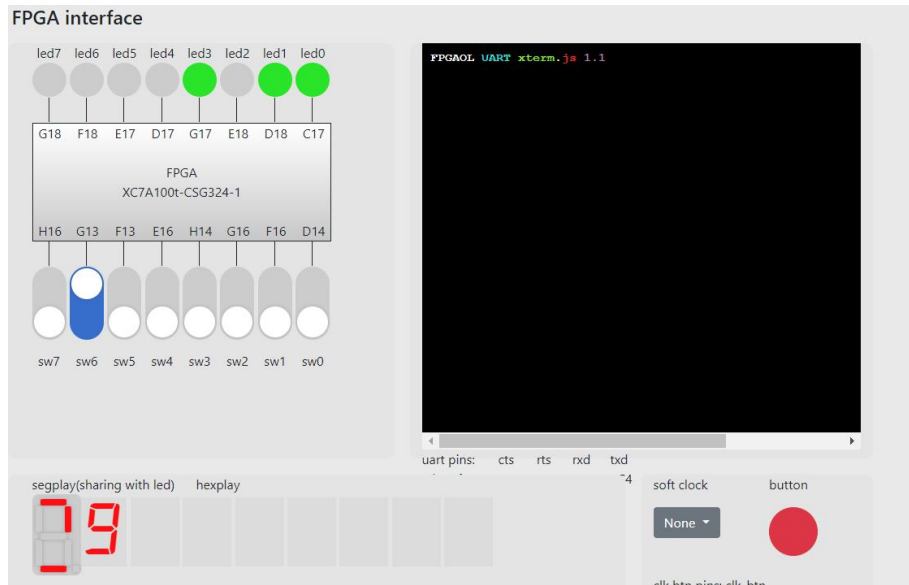 FPGA interface
led7 led6 led5 led4 led3 led2 led1 led0
G18 F18 E17 D17 G17 E18 D18 C17
FPGA
XC7A100t-CSG324-1
H16 G13 F13 E16 H14 G16 F16 D14
sw7 sw6 sw5 sw4 sw3 sw2 sw1 sw0
FPGAOL UART xterm.js 1.1
uart pins: cts rts rxd txd
segplay(sharing with led) hexplay
9
soft clock button
None